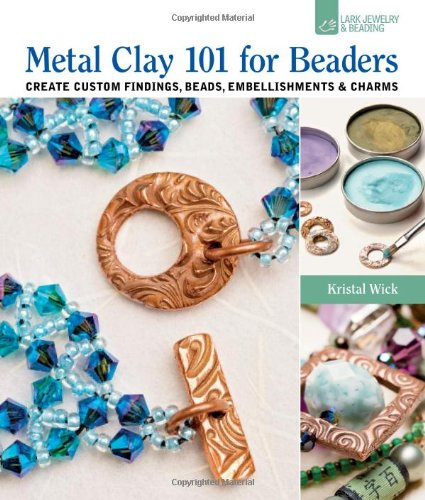 LARK JEWELRY
& BEADING
Metal Clay 101 for Beaders
CREATE CUSTOM FINDINGS, BEADS, EMBELLISHMENTS & CHARMS
Kristal Wick
Copyrighted Material
Copyrighted Material